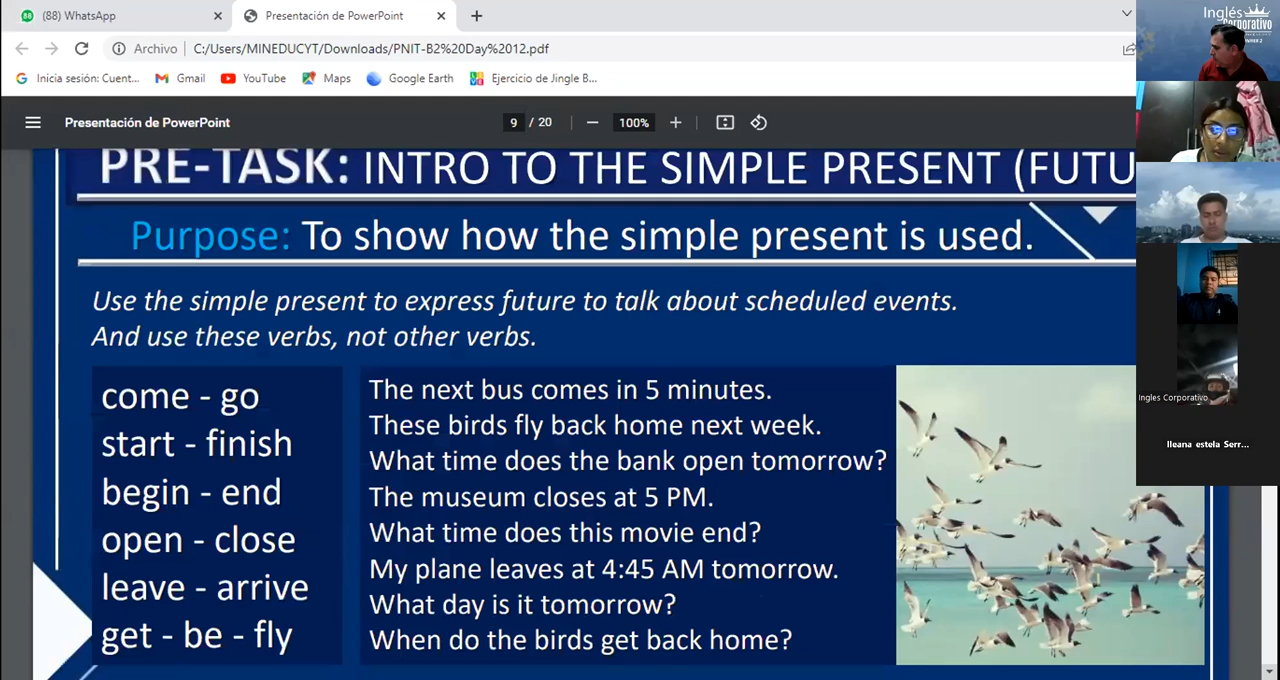 (88) WhatsApp
Presentación de PowerPoint
Archivo
C:/Users/MINEDUCYT/Downloads/PNIT-B2%20Day%2012.pdf
Inicia sesión: Cuent...
Gmail
YouTube
Maps
Google Earth
Ejercicio de Jingle B...
Presentación de PowerPoint
9 / 20
100%
PRE-TASK: INTRO TO THE SIMPLE PRESENT (FUTU
Purpose: To show how the simple present is used.
Use the simple present to express future to talk about scheduled events.
And use these verbs, not other verbs.
come - go
start - finish
begin - end
open - close
leave - arrive
get - be - fly
The next bus comes in 5 minutes.
These birds fly back home next week.
What time does the bank open tomorrow?
The museum closes at 5 PM.
What time does this movie end?
My plane leaves at 4:45 AM tomorrow.
What day is it tomorrow?
When do the birds get back home?
Inglés
Corporativo
Ingles Corporativo
Ileana estela Serr...